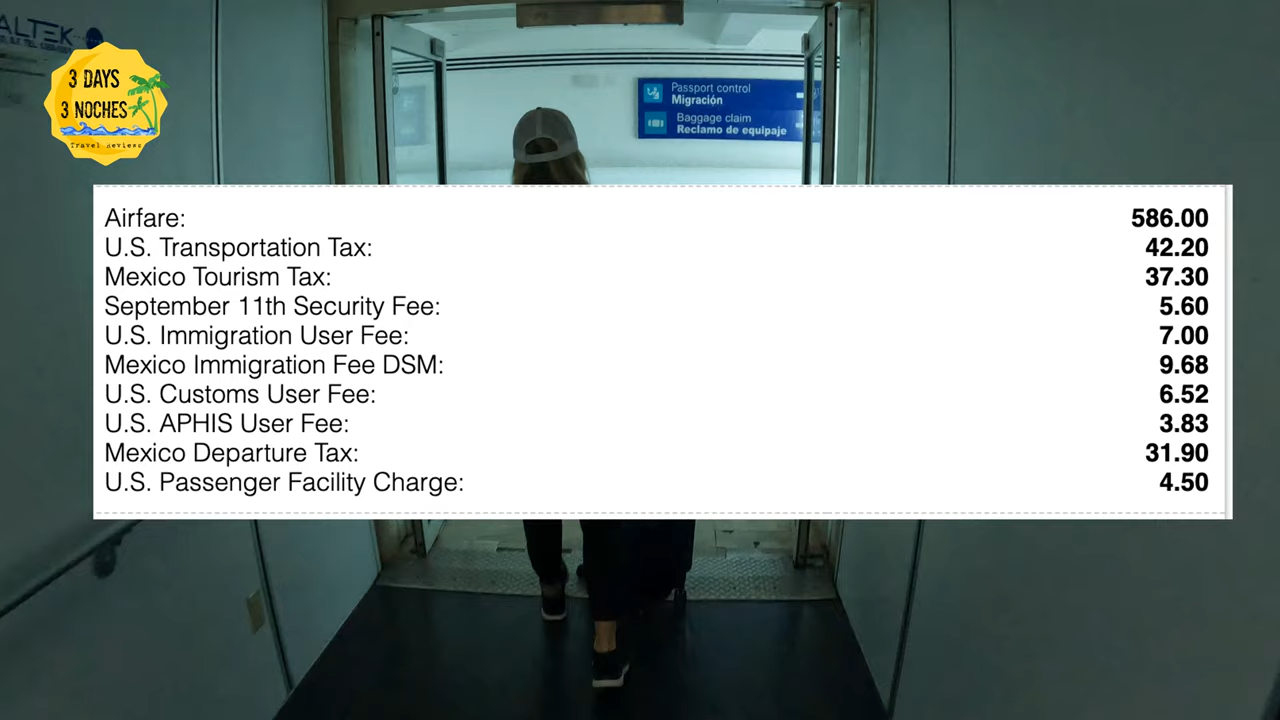 ALTEK
3 DAYS
3 NOCHES
Travel Reviews
Passport control
Migración
Baggage claim
Reclamo de equipaje
Airfare: 586.00
U.S. Transportation Tax: 42.20
Mexico Tourism Tax: 37.30
September 11th Security Fee: 5.60
U.S. Immigration User Fee: 7.00
Mexico Immigration Fee DSM: 9.68
U.S. Customs User Fee: 6.52
U.S. APHIS User Fee: 3.83
Mexico Departure Tax: 31.90
U.S. Passenger Facility Charge: 4.50